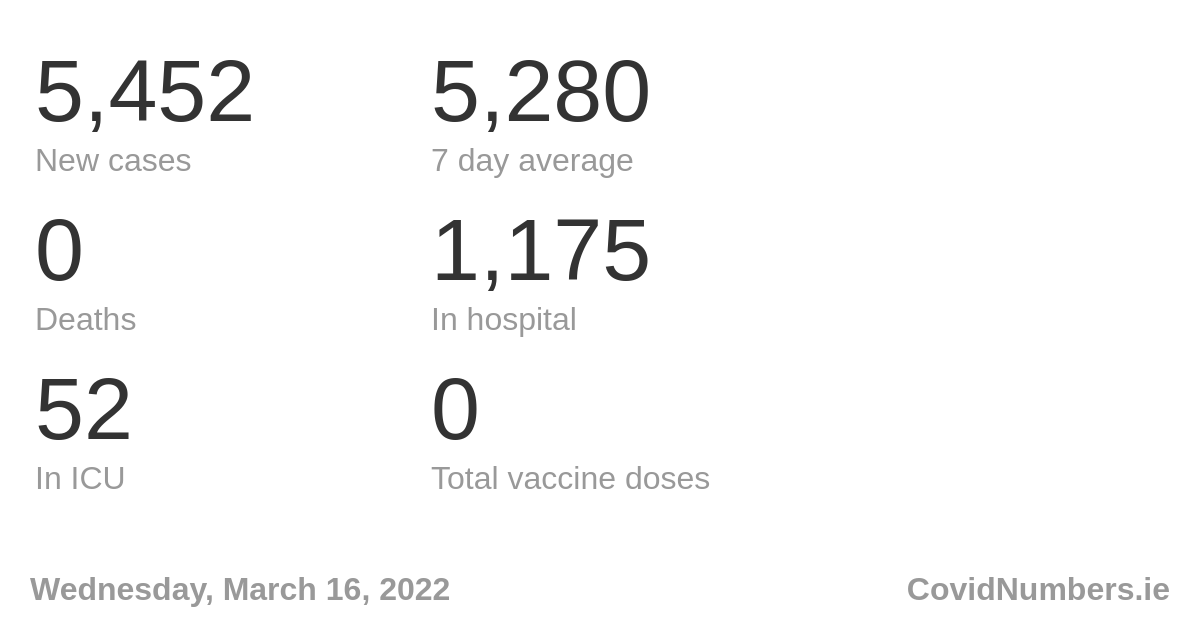 5,452 5,280
New cases 7 day average
0 1,175
Deaths In hospital
52 0
In ICU Total vaccine doses
Wednesday, March 16, 2022 CovidNumbers.ie